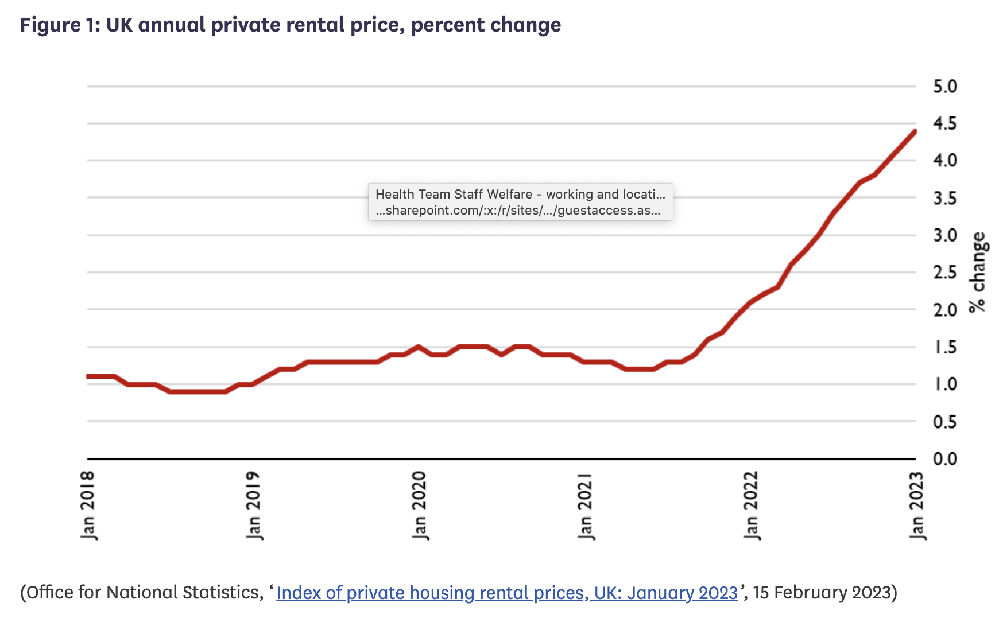 Figure 1: UK annual private rental price, percent change
5.0
4.5
4.0
Health Team Staff Welfare - working and locati...
...sharepoint.com/:x:/r/sites/.../guestaccess.as...
3.5
3.0
2.5
2.0
1.5
1.0
0.5
0.0
% change
Jan 2018
Jan 2019
Jan 2020
Jan 2021
Jan 2022
Jan 2023
(Office for National Statistics, ‘Index of private housing rental prices, UK: January 2023’, 15 February 2023)